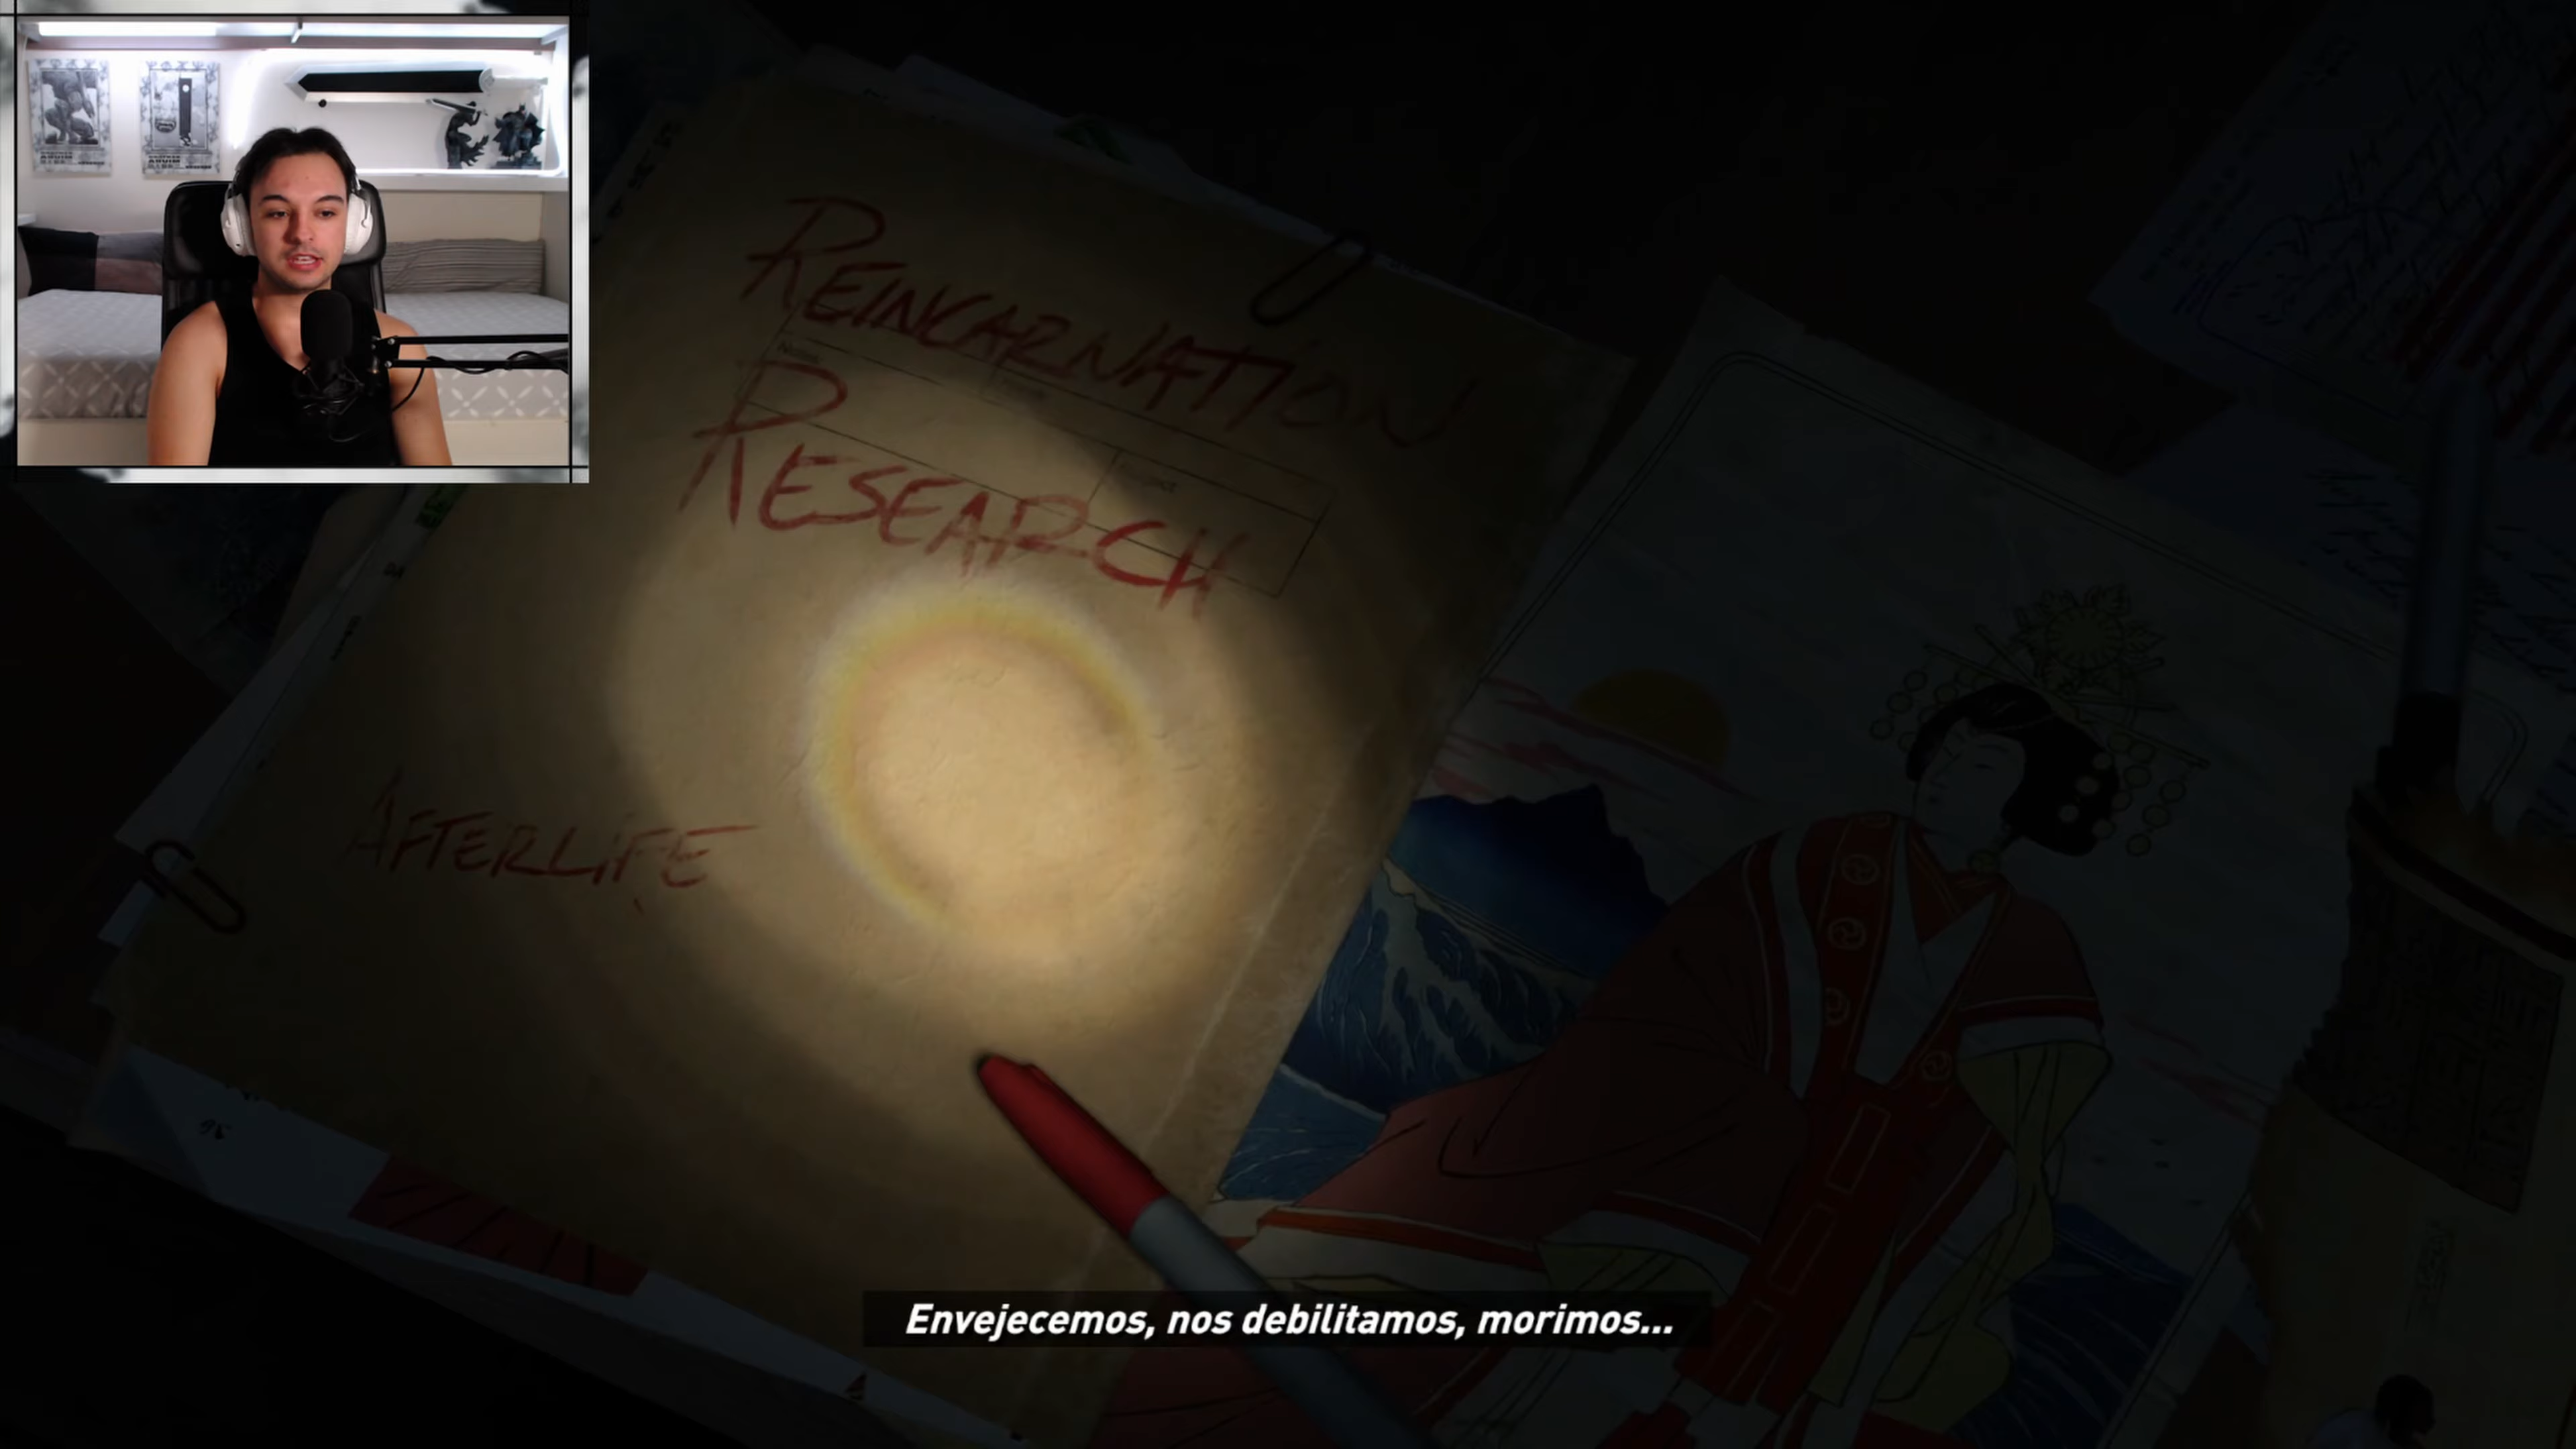 REINCARNATION
RESEARCH
AFTERLIFE
Envejecemos, nos debilitamos, morimos...